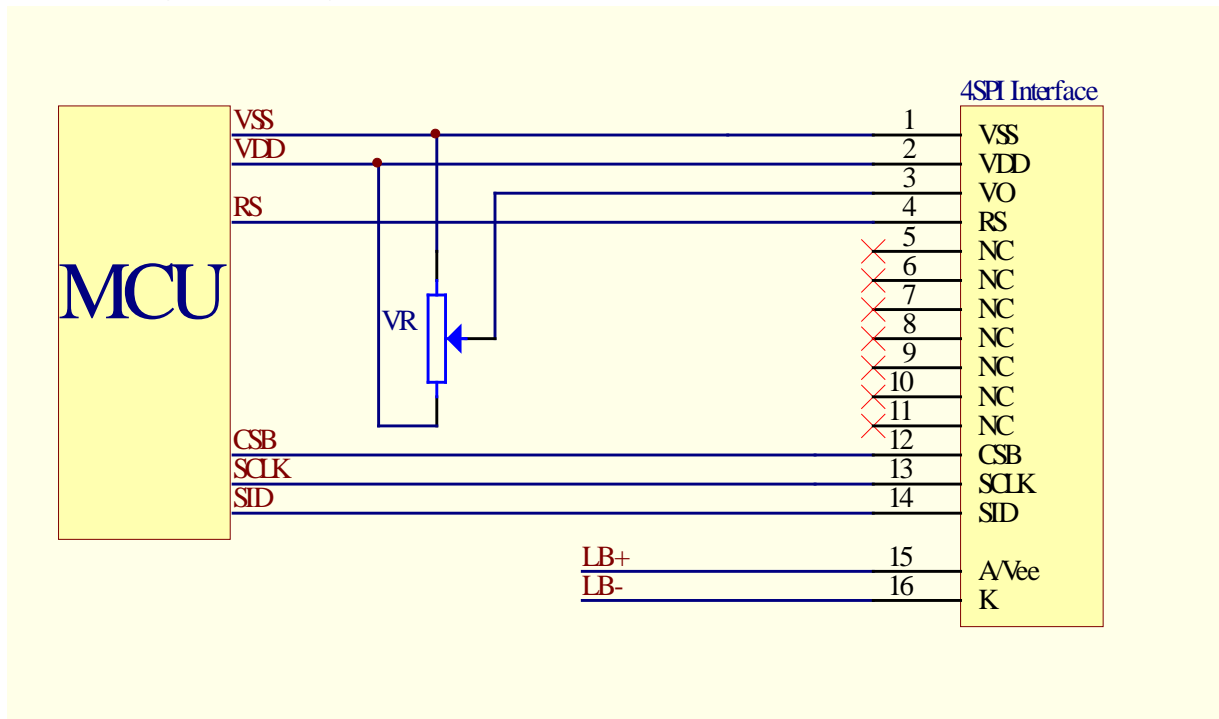 4SPI Interface
VSS 1 VSS
VDD 2 VDD
3 VO
RS 4 RS
5 NC
6 NC
MCU
7 NC
VR 8 NC
9 NC
10 NC
11 NC
CSB 12 CSB
SCLK 13 SCLK
SID 14 SID
LB+ 15 A/Vee
LB- 16 K